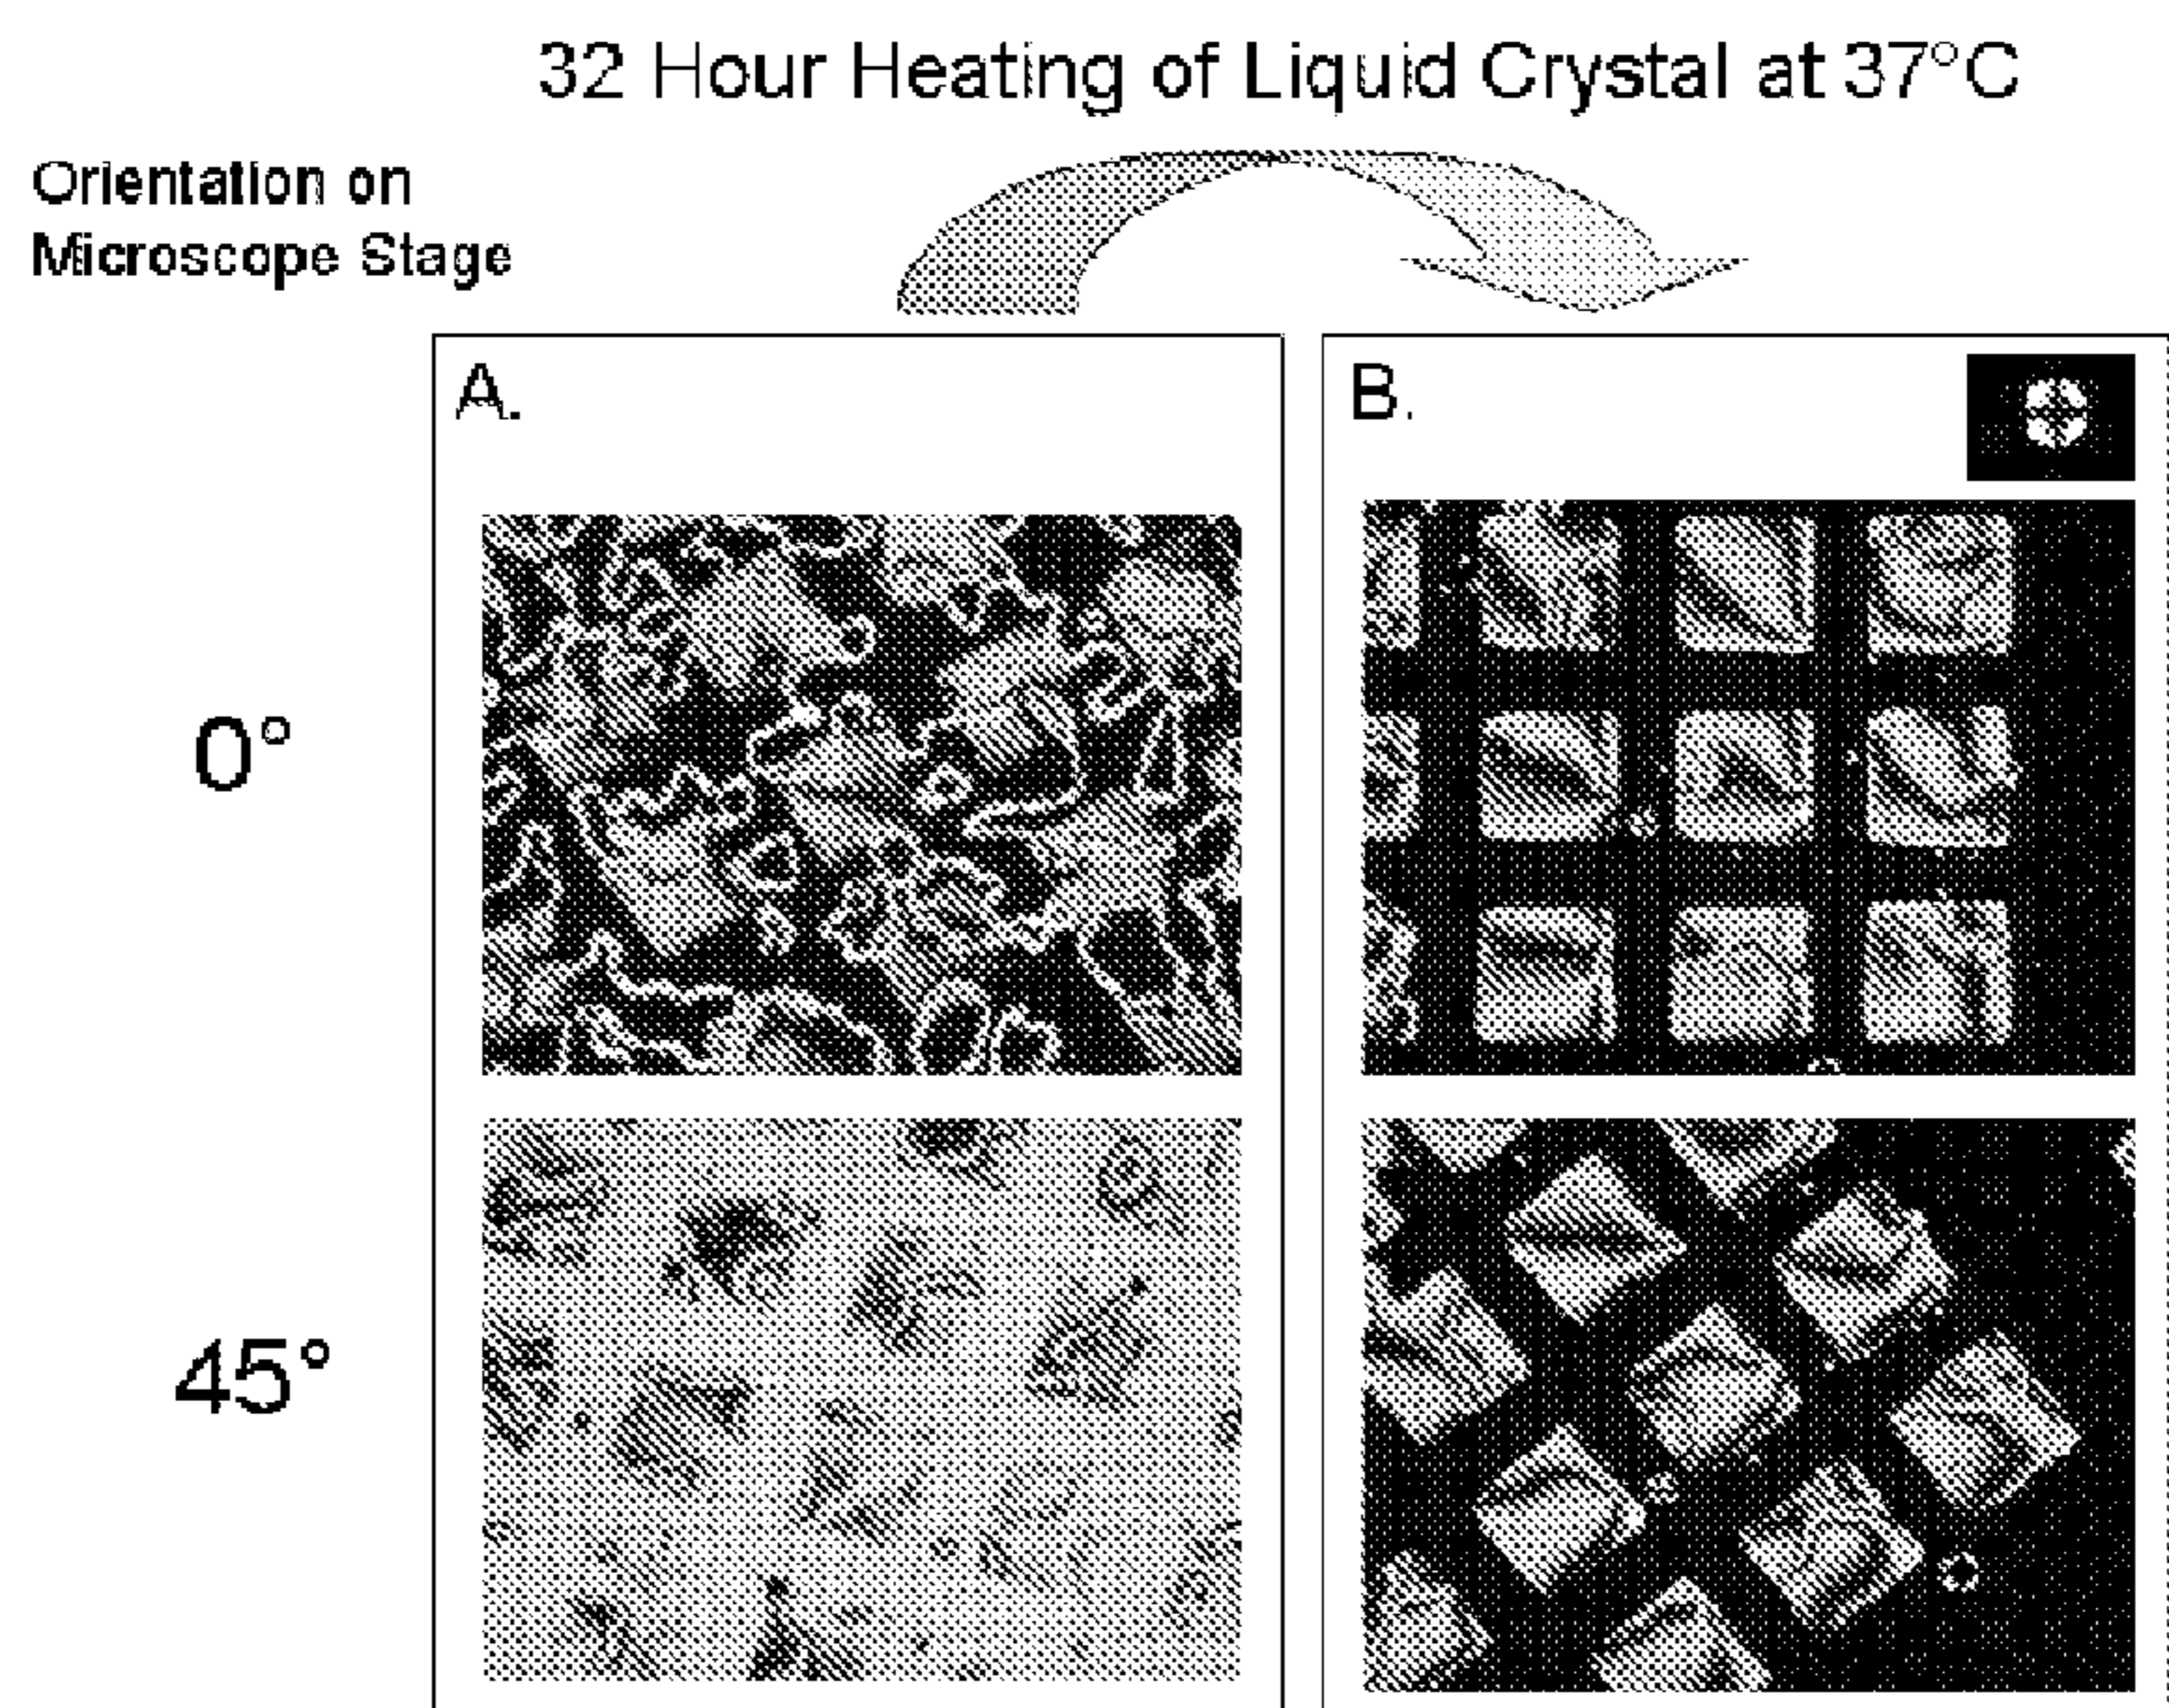 32 Hour Heating of Liquid Crystal at 37°C
Orientation on
Microscope Stage
A.
B.
0°
45°